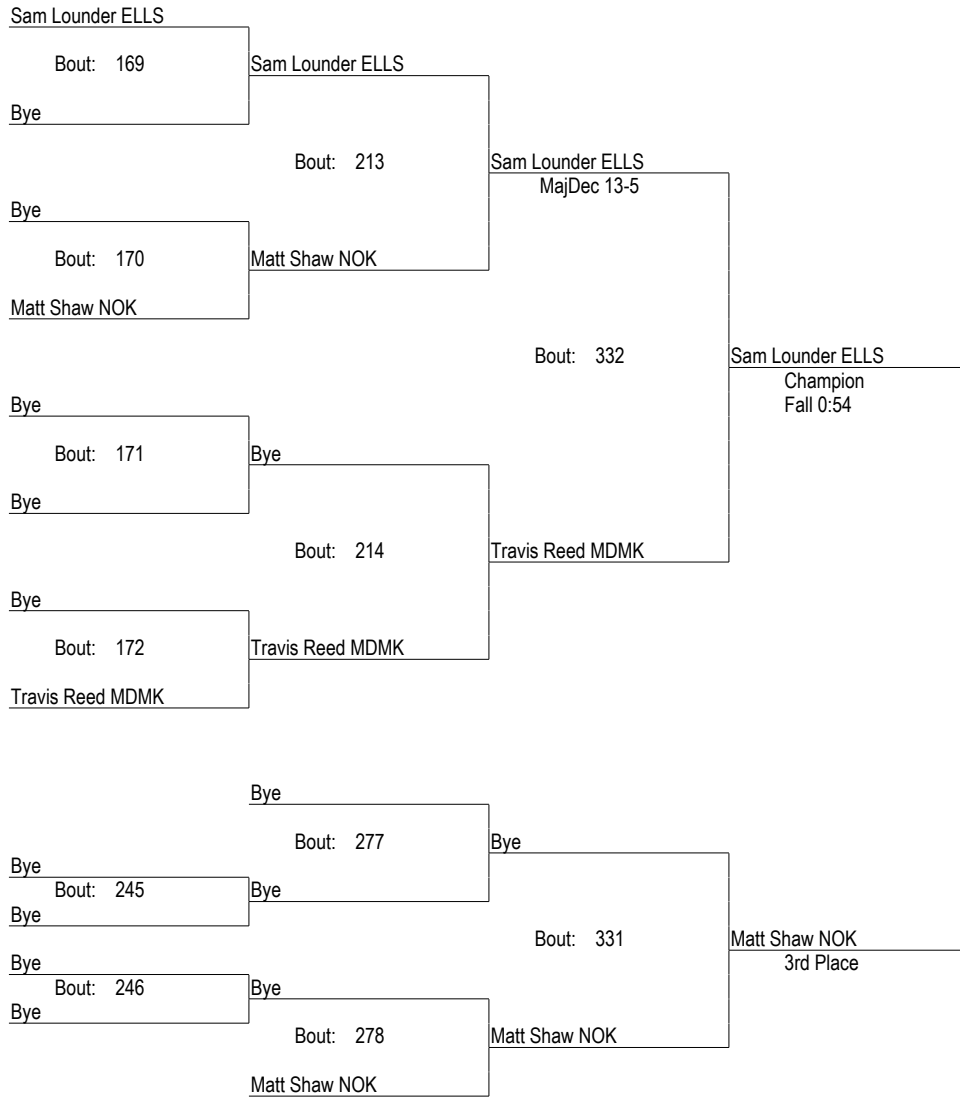 Sam Lounder ELLS
Bout: 169
Sam Lounder ELLS
Bye
Bout: 213
Sam Lounder ELLS
MajDec 13-5
Bye
Bout: 170
Matt Shaw NOK
Matt Shaw NOK
Bout: 332
Sam Lounder ELLS
Champion
Fall 0:54
Bye
Bout: 171
Bye
Bye
Bout: 214
Travis Reed MDMK
Bye
Bout: 172
Travis Reed MDMK
Travis Reed MDMK
Bye
Bout: 277
Bye
Bye
Bout: 245
Bye
Bye
Bout: 331
Matt Shaw NOK
3rd Place
Bye
Bout: 246
Bye
Bye
Bout: 278
Matt Shaw NOK
Matt Shaw NOK